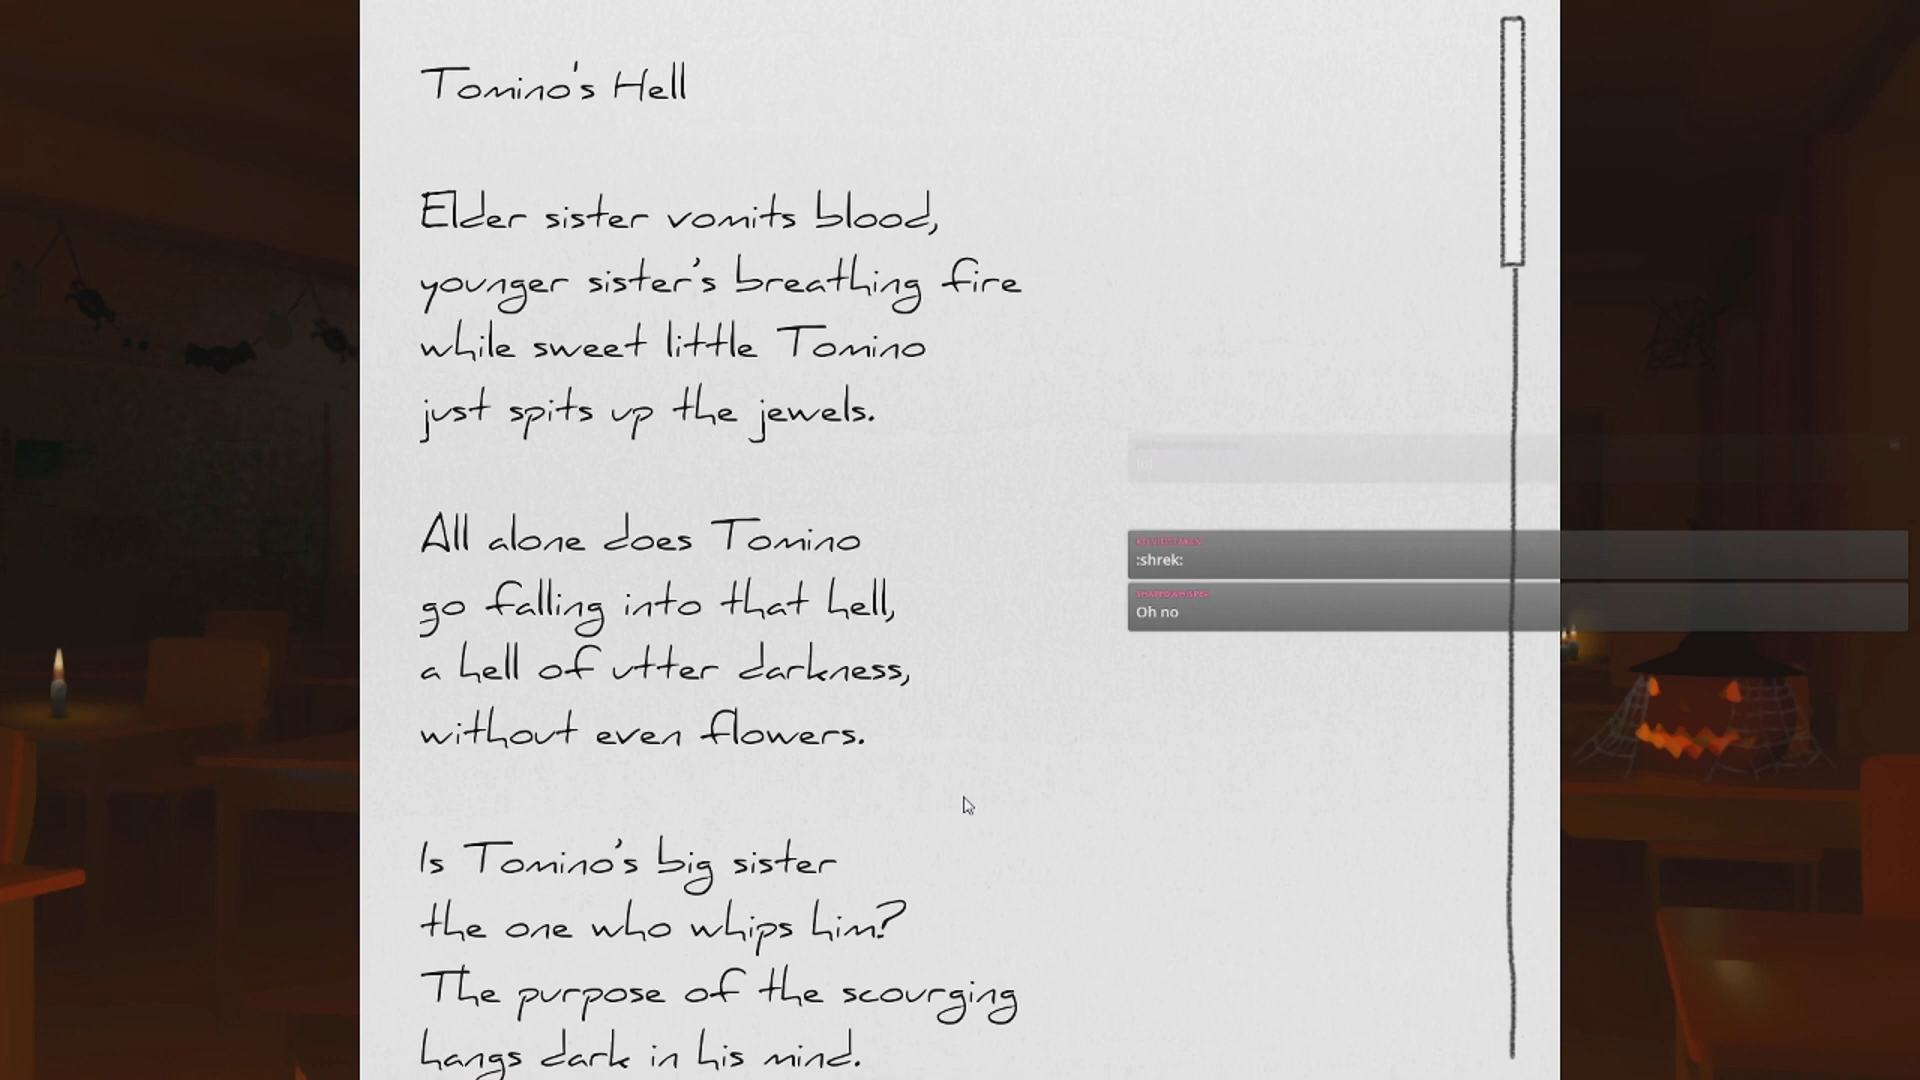 Tomino's Hell
Elder sister vomits blood,
younger sister's breathing fire
while sweet little Tomino
just spits up the jewels.
All alone does Tomino
go falling into that hell,
a hell of utter darkness,
without even flowers.
Is Tomino's big sister
the one who whips him?
The purpose of the scourging
hangs dark in his mind.
:shrek:
Oh no